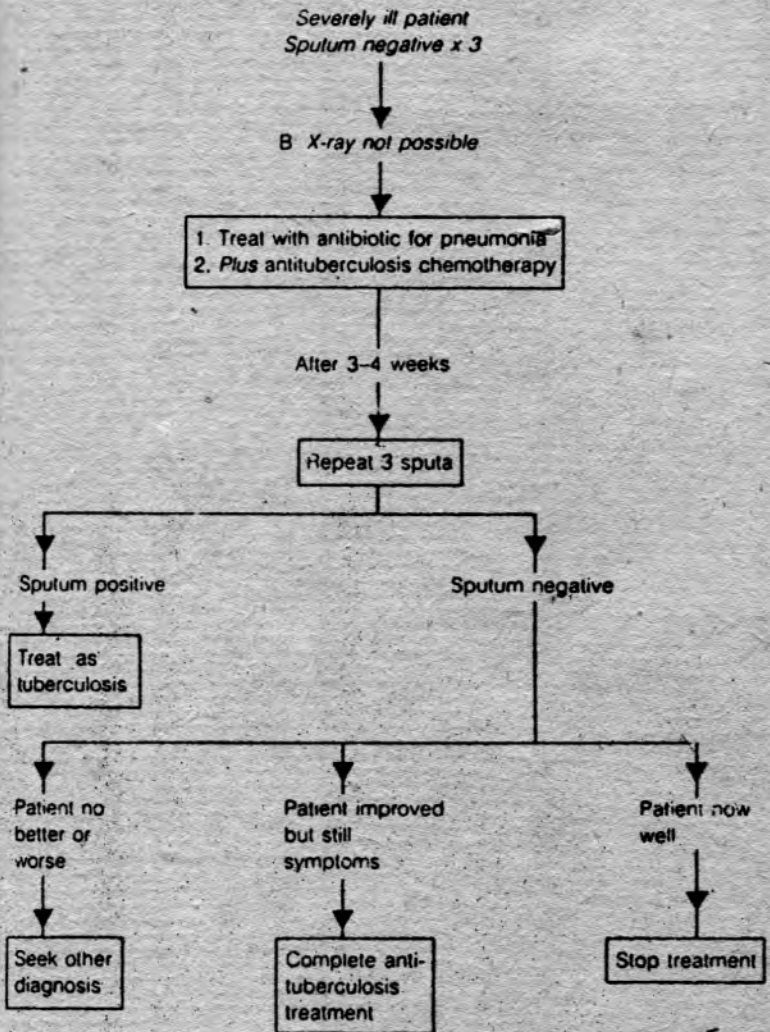 Severely ill patient
Sputum negative x 3
B X-ray not possible
1. Treat with antibiotic for pneumonia
2. Plus antituberculosis chemotherapy
After 3–4 weeks
Repeat 3 sputa
Sputum positive
Sputum negative
Treat as
tuberculosis
Patient no
better or
worse
Patient improved
but still
symptoms
Patient now
well
Seek other
diagnosis
Complete anti-
tuberculosis
treatment
Stop treatment